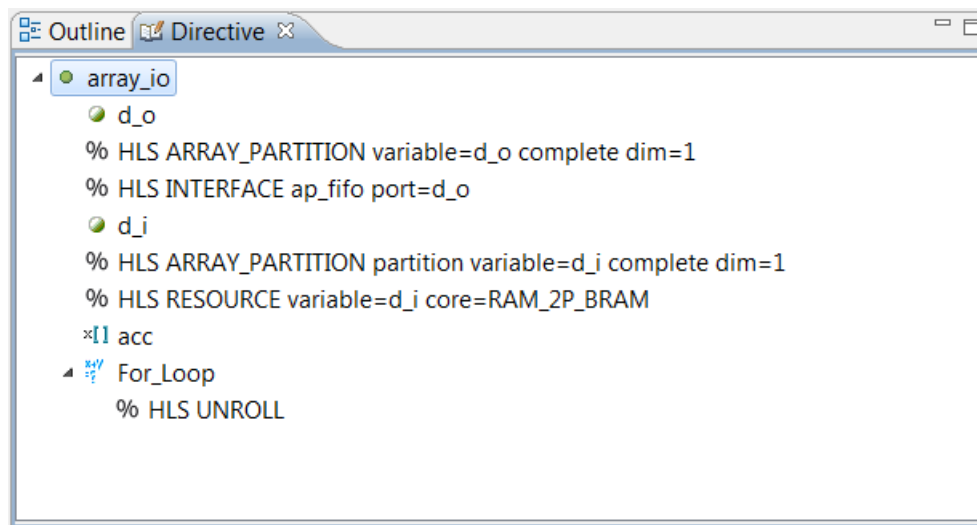 Outline Directive
array_io
d_o
% HLS ARRAY_PARTITION variable=d_o complete dim=1
% HLS INTERFACE ap_fifo port=d_o
d_i
% HLS ARRAY_PARTITION partition variable=d_i complete dim=1
% HLS RESOURCE variable=d_i core=RAM_2P_BRAM
×[] acc
For_Loop
% HLS UNROLL